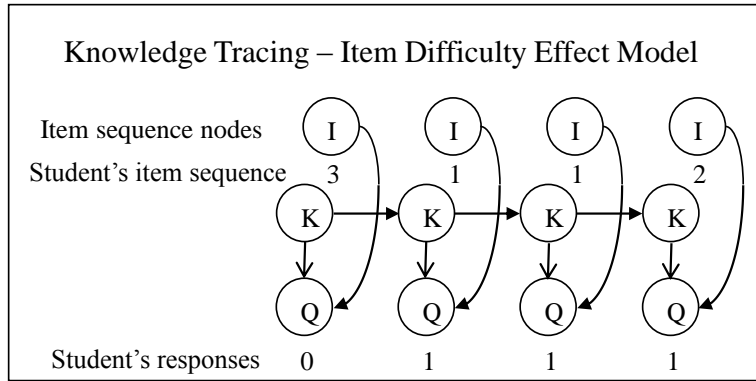 Knowledge Tracing – Item Difficulty Effect Model
Item sequence nodes I I I I
Student's item sequence 3 1 1 2
K K K K
Q Q Q Q
Student's responses 0 1 1 1